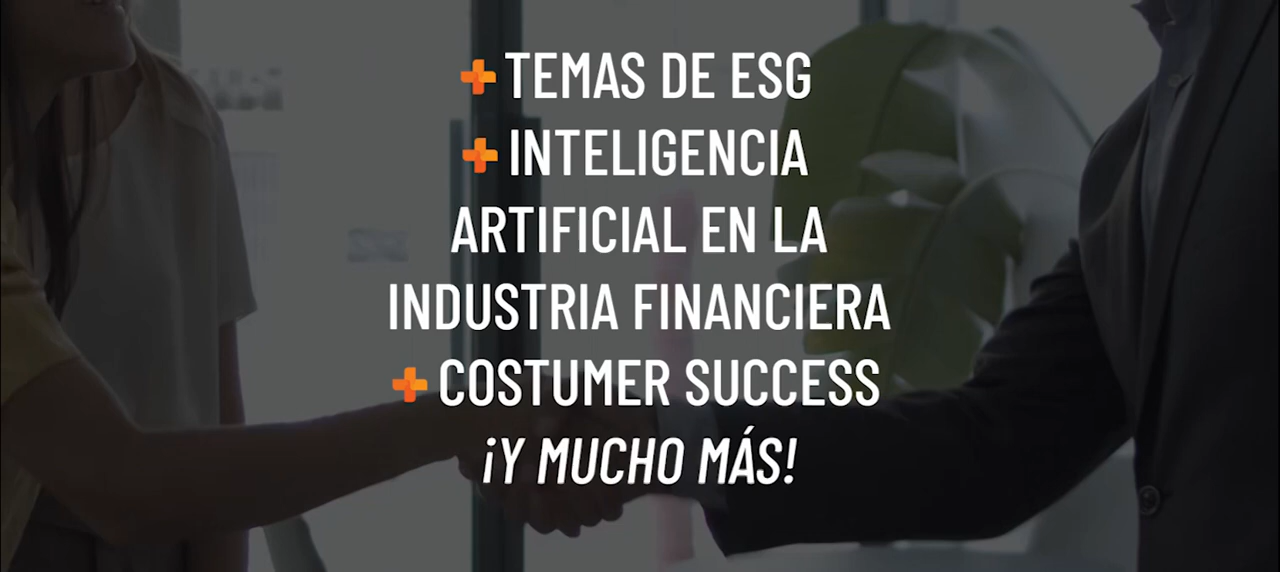 + TEMAS DE ESG
+ INTELIGENCIA
ARTIFICIAL EN LA
INDUSTRIA FINANCIERA
+ COSTUMER SUCCESS
¡Y MUCHO MÁS!